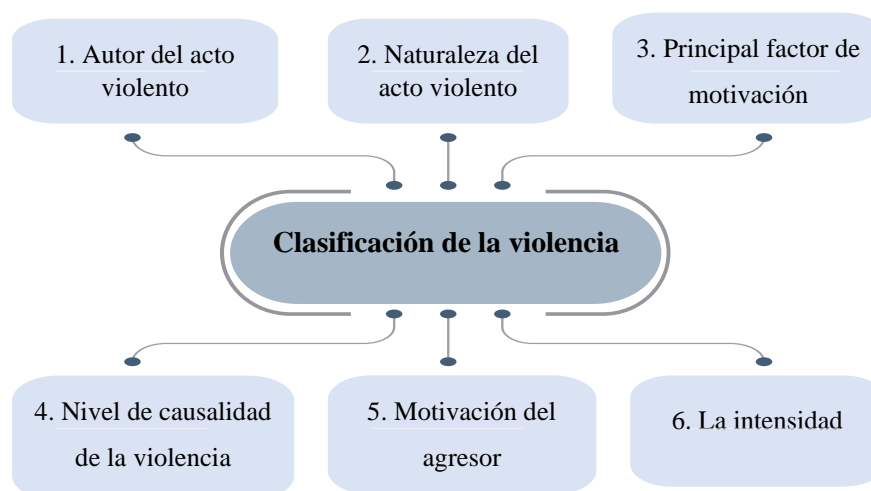 1. Autor del acto
violento
2. Naturaleza del
acto violento
3. Principal factor de
motivación
Clasificación de la violencia
4. Nivel de causalidad
de la violencia
5. Motivación del
agresor
6. La intensidad